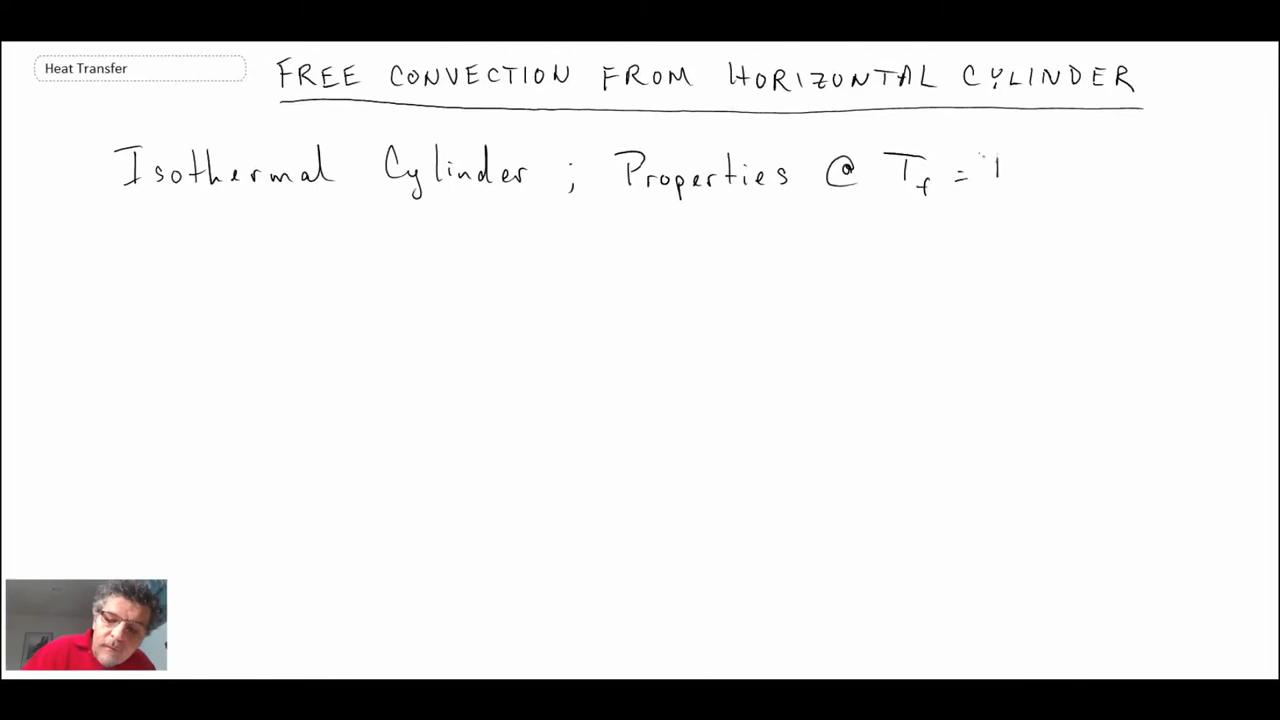 Heat Transfer
FREE CONVECTION FROM HORIZONTAL CYLINDER
Isothermal Cylinder ; Properties @ Tf =